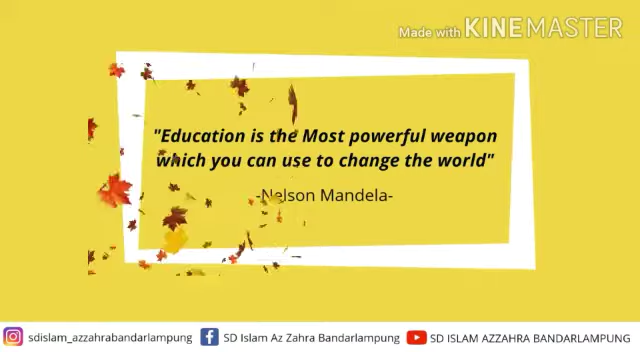 Made with KINEMASTER
"Education is the Most powerful weapon
which you can use to change the world"
-Nelson Mandela-
sdislam_azzahrabandarlampung SD Islam Az Zahra Bandarlampung SD ISLAM AZZAHRA BANDARLAMPUNG